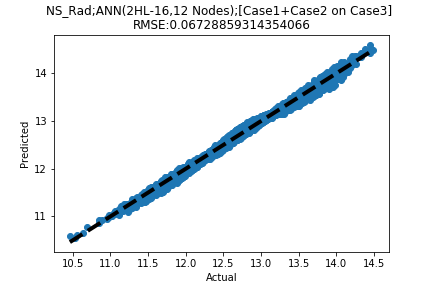 NS_Rad;ANN(2HL-16,12 Nodes);[Case1+Case2 on Case3]
RMSE:0.06728859314354066
14
13
12
11
Predicted
10.5 11.0 11.5 12.0 12.5 13.0 13.5 14.0 14.5
Actual